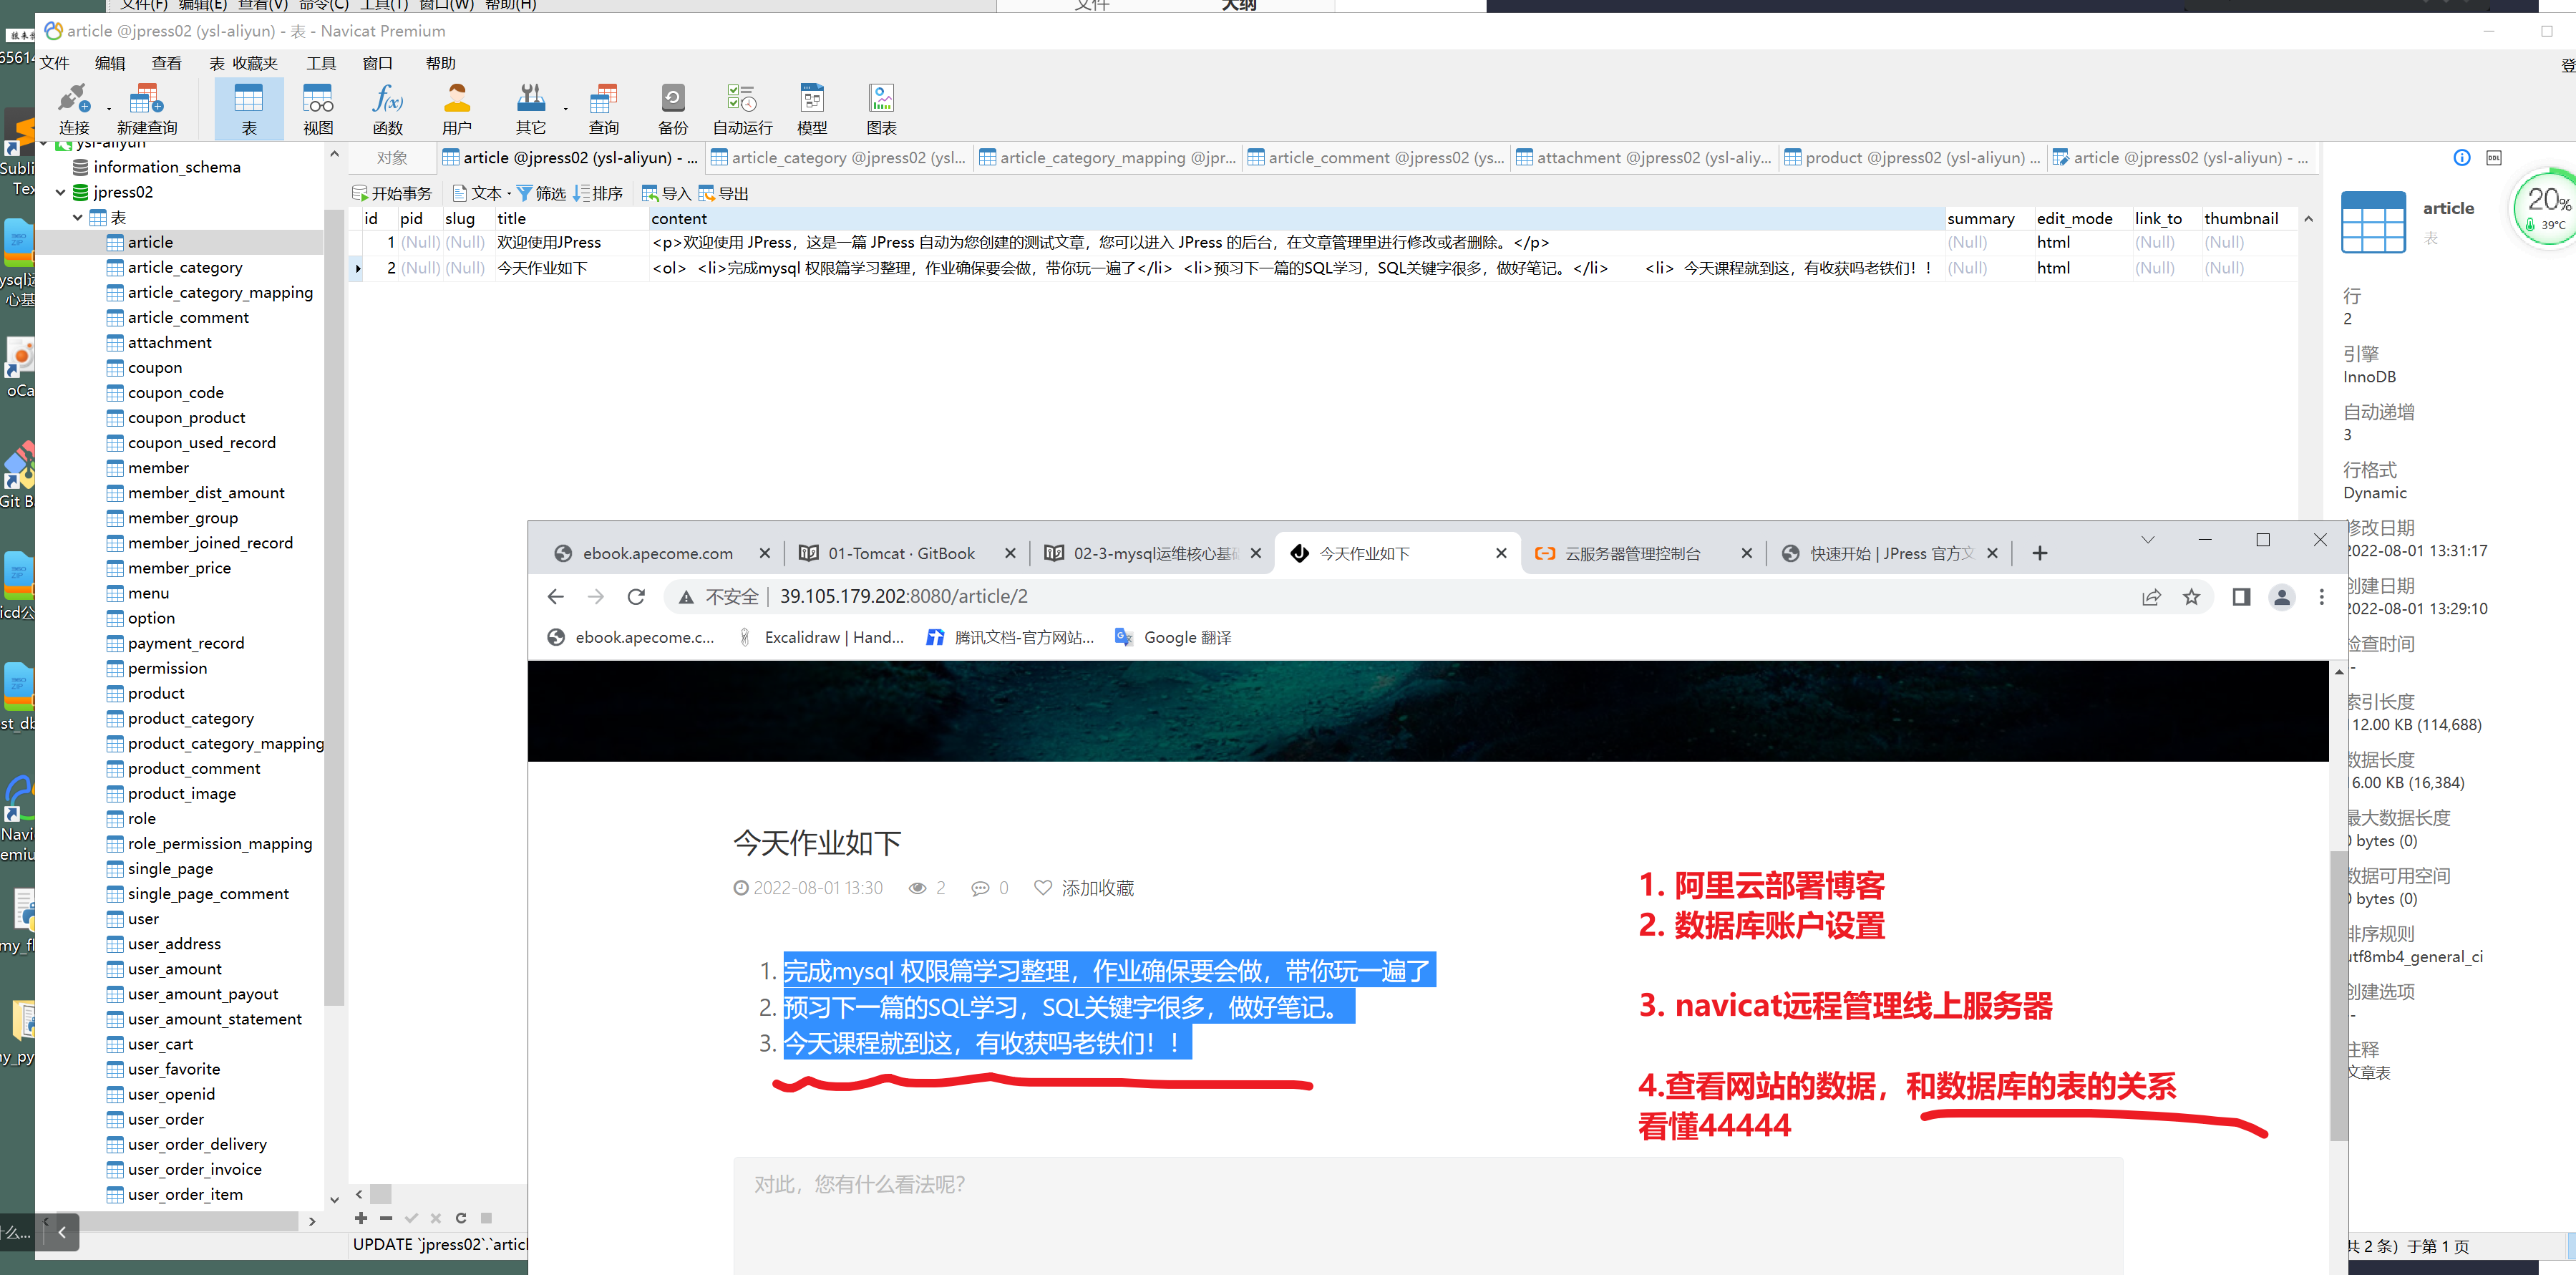 文件(F) 编辑(E) 查看(V) 命令(C) 工具(T) 窗口(W) 帮助(H)
文件 大纲
article @jpress02 (ysl-aliyun) - 表 - Navicat Premium
文件 编辑 查看 表 收藏夹 工具 窗口 帮助
登
连接 新建查询 表 视图 函数 用户 其它 查询 备份 自动运行 模型 图表
对象 article @jpress02 (ysl-aliyun) - ... article_category @jpress02 (ysl... article_category_mapping @jpr... article_comment @jpress02 (ys... attachment @jpress02 (ysl-aliy... product @jpress02 (ysl-aliyun) ... article @jpress02 (ysl-aliyun) - ...
开始事务 文本 筛选 排序 导入 导出
id pid slug title content summary edit_mode link_to thumbnail
1 (Null) (Null) 欢迎使用JPress <p>欢迎使用 JPress，这是一篇 JPress 自动为您创建的测试文章，您可以进入 JPress 的后台，在文章管理里进行修改或者删除。</p> (Null) html (Null) (Null)
2 (Null) (Null) 今天作业如下 <ol> <li>完成mysql 权限篇学习整理，作业确保要会做，带你玩一遍了</li> <li>预习下一篇的SQL学习，SQL关键字很多，做好笔记。</li> <li> 今天课程就到这，有收获吗老铁们！！ (Null) html (Null) (Null)
ysl-aliyun
information_schema
jpress02
表
article
article_category
article_category_mapping
article_comment
attachment
coupon
coupon_code
coupon_product
coupon_used_record
member
member_dist_amount
member_group
member_joined_record
member_price
menu
option
payment_record
permission
product
product_category
product_category_mapping
product_comment
product_image
role
role_permission_mapping
single_page
single_page_comment
user
user_address
user_amount
user_amount_payout
user_amount_statement
user_cart
user_favorite
user_openid
user_order
user_order_delivery
user_order_invoice
user_order_item
UPDATE `jpress02`.`articl
article
表
20%
39°C
行
2
引擎
InnoDB
自动递增
3
行格式
Dynamic
修改日期
2022-08-01 13:31:17
创建日期
2022-08-01 13:29:10
检查时间
--
索引长度
112.00 KB (114,688)
数据长度
16.00 KB (16,384)
最大数据长度
0 bytes (0)
数据可用空间
0 bytes (0)
排序规则
utf8mb4_general_ci
创建选项
--
注释
文章表
共 2 条）于第 1 页
ebook.apecome.com 01-Tomcat · GitBook 02-3-mysql运维核心基础 今天作业如下 云服务器管理控制台 快速开始 | JPress 官方文
不安全 39.105.179.202:8080/article/2
ebook.apecome.c... Excalidraw | Hand... 腾讯文档-官方网站... Google 翻译
今天作业如下
2022-08-01 13:30 2 0 添加收藏
1. 完成mysql 权限篇学习整理，作业确保要会做，带你玩一遍了
2. 预习下一篇的SQL学习，SQL关键字很多，做好笔记。
3. 今天课程就到这，有收获吗老铁们！！
1. 阿里云部署博客
2. 数据库账户设置
3. navicat远程管理线上服务器
4.查看网站的数据，和数据库的表的关系
看懂44444
对此，您有什么看法呢？